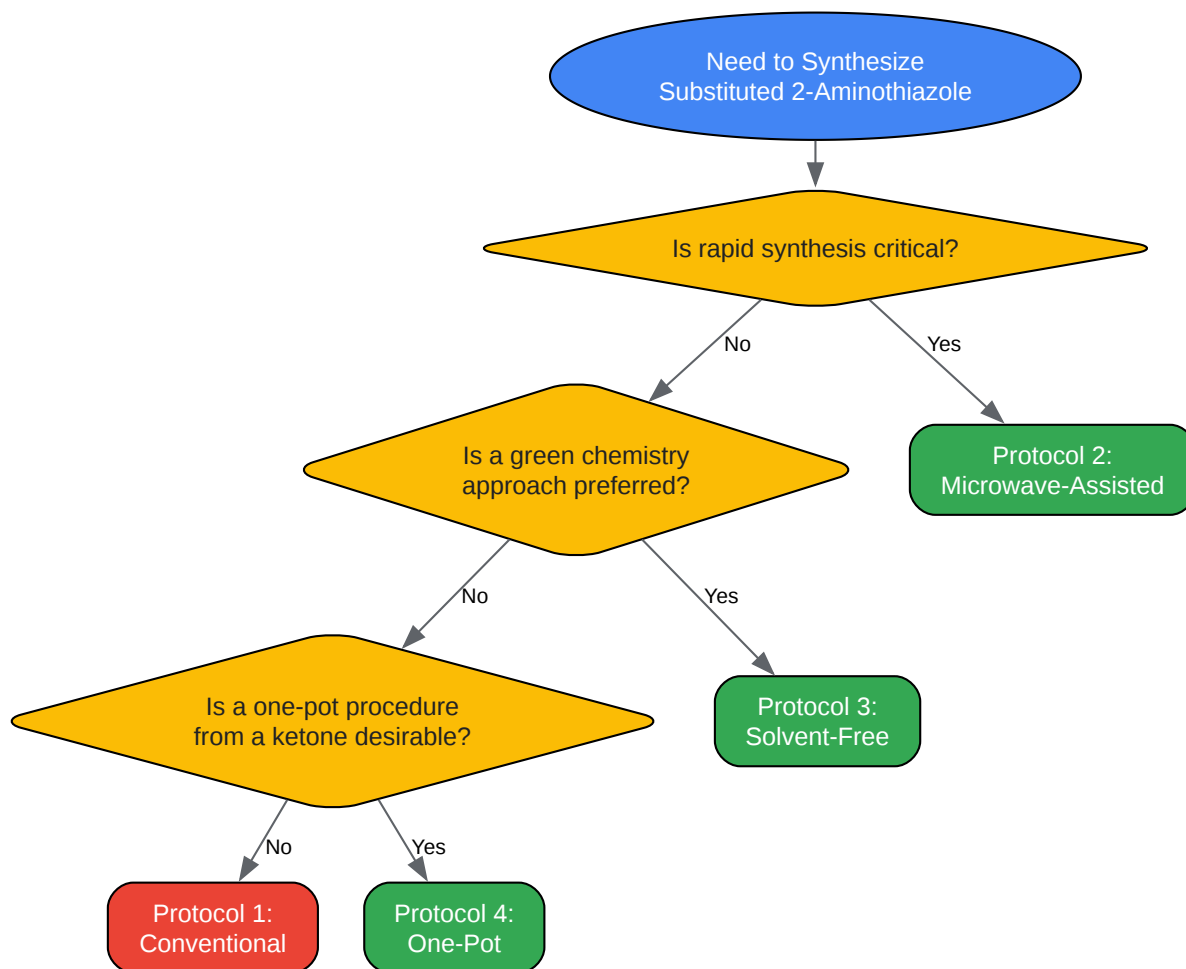 Need to Synthesize
Substituted 2-Aminothiazole
Is rapid synthesis critical?
No
Yes
Is a green chemistry
approach preferred?
Protocol 2:
Microwave-Assisted
No
Yes
Is a one-pot procedure
from a ketone desirable?
Protocol 3:
Solvent-Free
No
Yes
Protocol 1:
Conventional
Protocol 4:
One-Pot